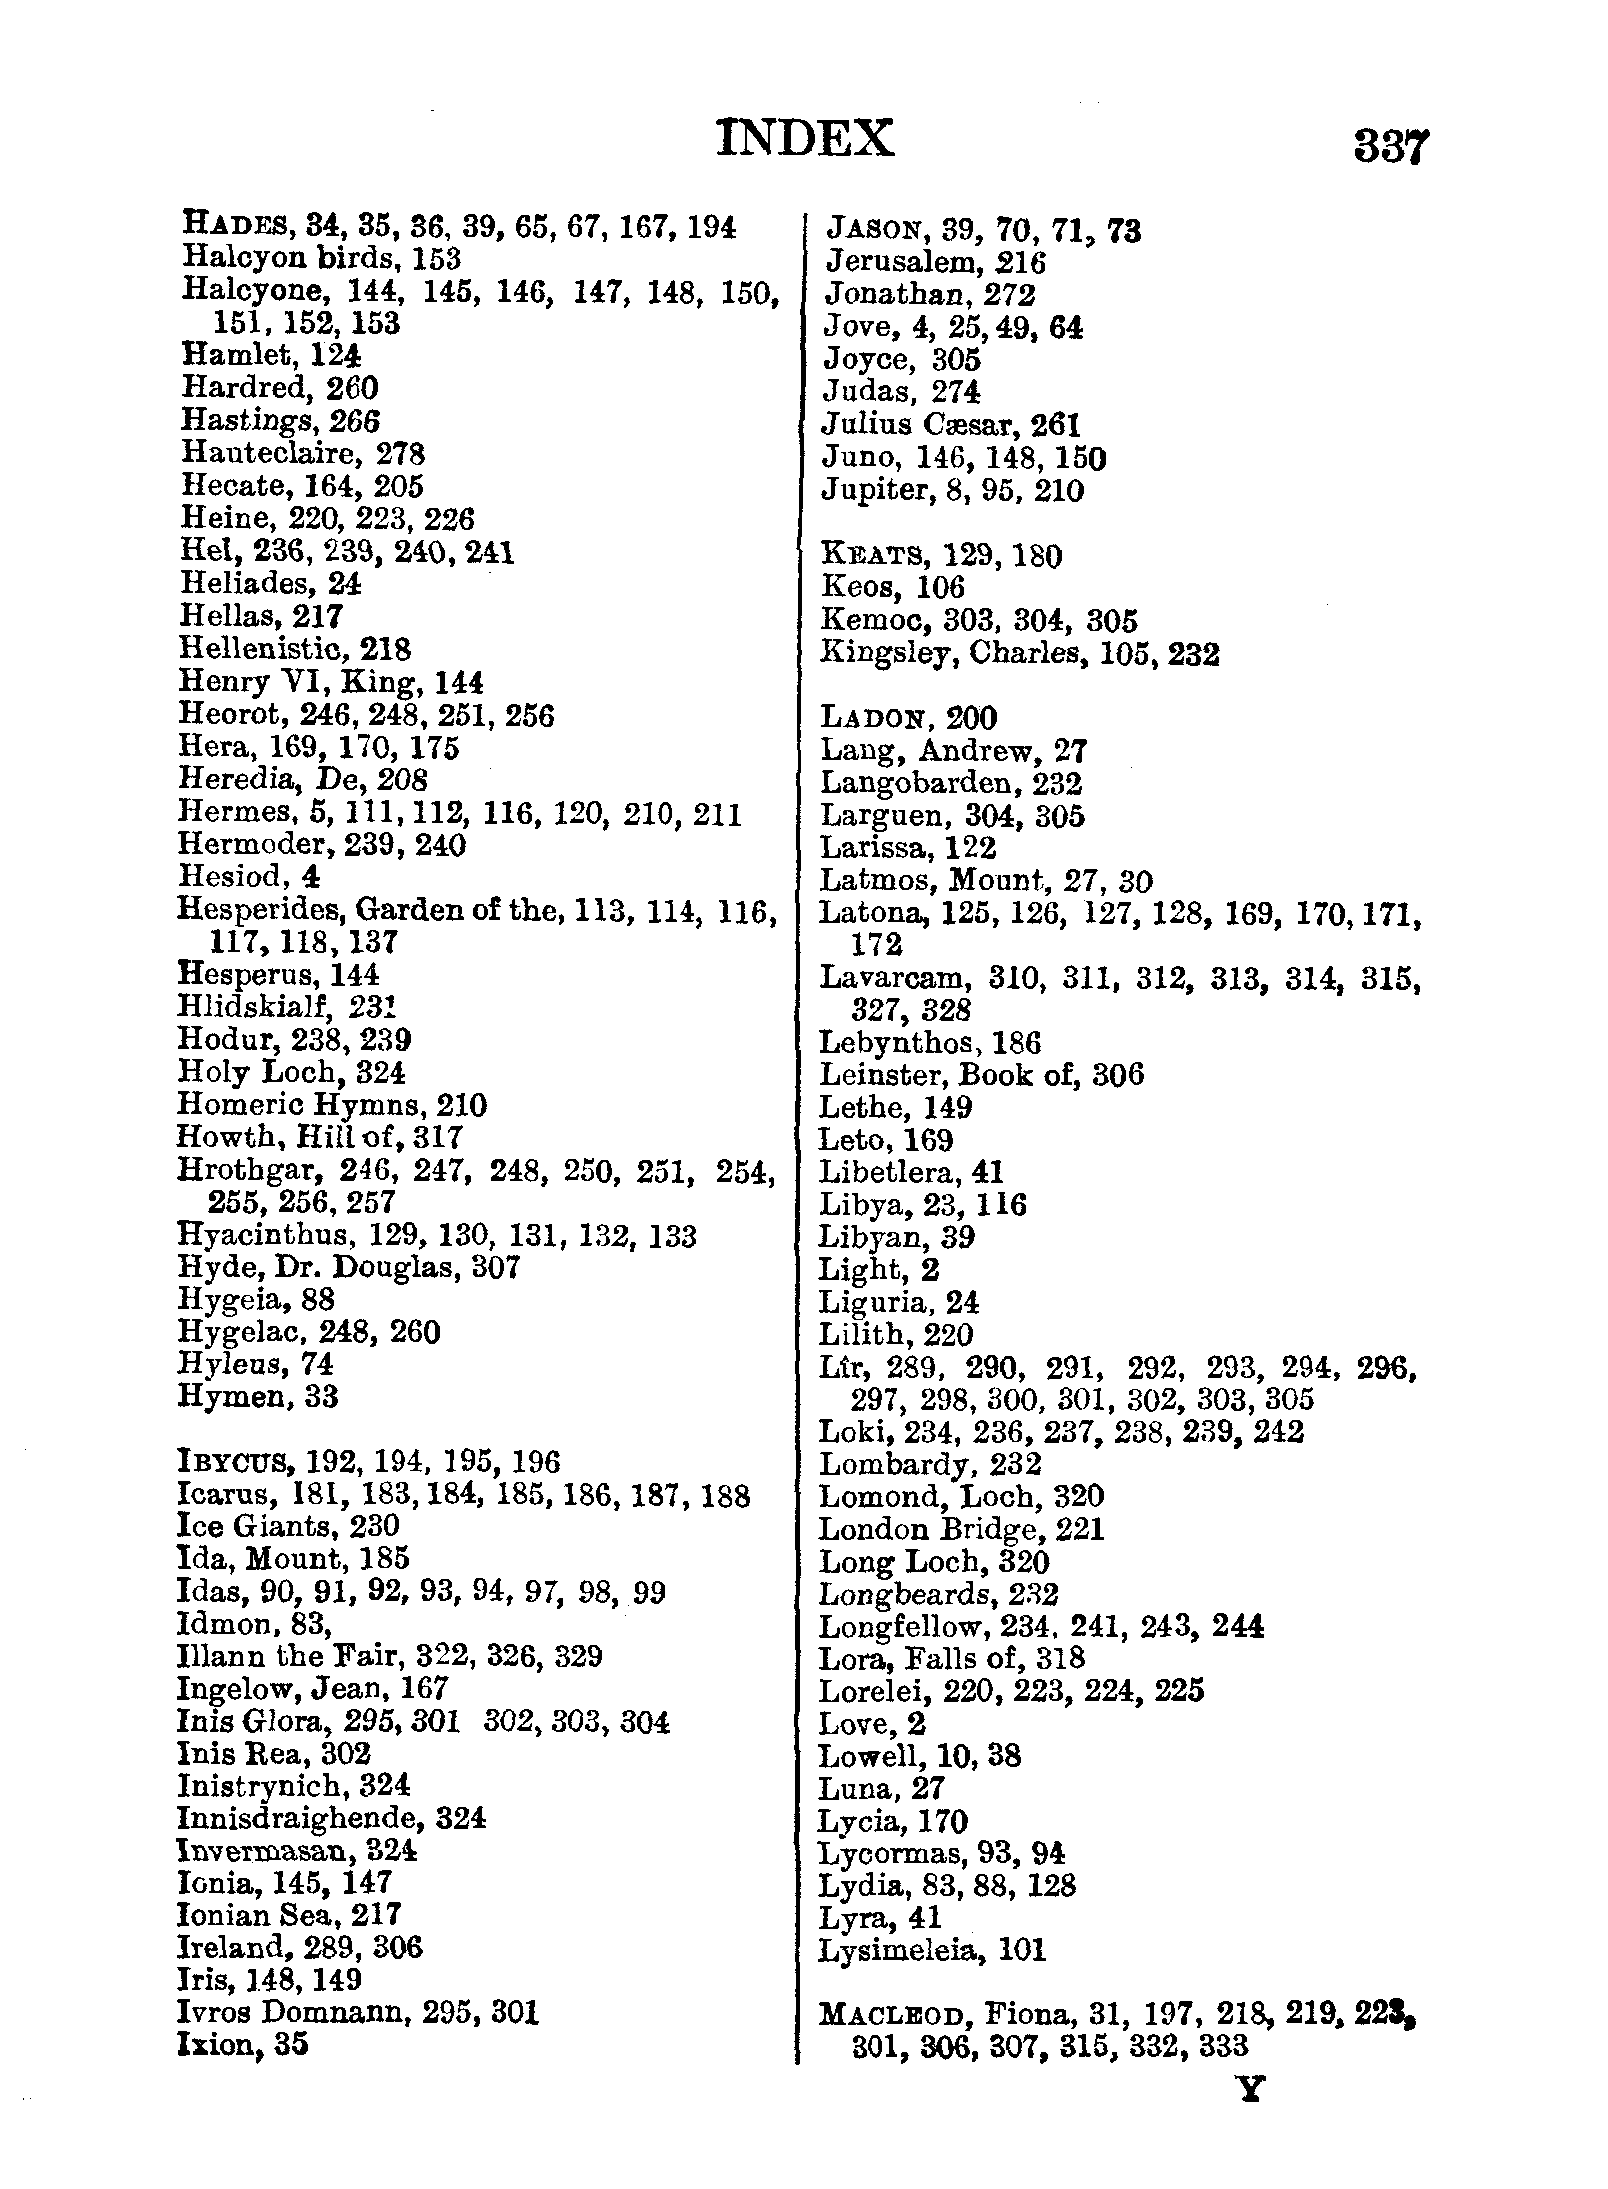 INDEX 337
HADES, 34, 35, 36, 39, 65, 67, 167, 194
Halcyon birds, 153
Halcyone, 144, 145, 146, 147, 148, 150,
151, 152, 153
Hamlet, 124
Hardred, 260
Hastings, 266
Hauteclaire, 278
Hecate, 164, 205
Heine, 220, 223, 226
Hel, 236, 239, 240, 241
Heliades, 24
Hellas, 217
Hellenistic, 218
Henry VI, King, 144
Heorot, 246, 248, 251, 256
Hera, 169, 170, 175
Heredia, De, 208
Hermes, 5, 111, 112, 116, 120, 210, 211
Hermoder, 239, 240
Hesiod, 4
Hesperides, Garden of the, 113, 114, 116,
117, 118, 137
Hesperus, 144
Hlidskialf, 231
Hodur, 238, 239
Holy Loch, 324
Homeric Hymns, 210
Howth, Hill of, 317
Hrothgar, 246, 247, 248, 250, 251, 254,
255, 256, 257
Hyacinthus, 129, 130, 131, 132, 133
Hyde, Dr. Douglas, 307
Hygeia, 88
Hygelac, 248, 260
Hyleus, 74
Hymen, 33
IBYCUS, 192, 194, 195, 196
Icarus, 181, 183, 184, 185, 186, 187, 188
Ice Giants, 230
Ida, Mount, 185
Idas, 90, 91, 92, 93, 94, 97, 98, 99
Idmon, 83,
Illann the Fair, 322, 326, 329
Ingelow, Jean, 167
Inis Glora, 295, 301 302, 303, 304
Inis Rea, 302
Inistrynich, 324
Innisdraighende, 324
Invermasan, 324
Ionia, 145, 147
Ionian Sea, 217
Ireland, 289, 306
Iris, 148, 149
Ivros Domnann, 295, 301
Ixion, 35
JASON, 39, 70, 71, 73
Jerusalem, 216
Jonathan, 272
Jove, 4, 25, 49, 64
Joyce, 305
Judas, 274
Julius Cæsar, 261
Juno, 146, 148, 150
Jupiter, 8, 95, 210
KEATS, 129, 180
Keos, 106
Kemoc, 303, 304, 305
Kingsley, Charles, 105, 232
LADON, 200
Lang, Andrew, 27
Langobarden, 232
Larguen, 304, 305
Larissa, 122
Latmos, Mount, 27, 30
Latona, 125, 126, 127, 128, 169, 170, 171,
172
Lavarcam, 310, 311, 312, 313, 314, 315,
327, 328
Lebynthos, 186
Leinster, Book of, 306
Lethe, 149
Leto, 169
Libetlera, 41
Libya, 23, 116
Libyan, 39
Light, 2
Liguria, 24
Lilith, 220
Lîr, 289, 290, 291, 292, 293, 294, 296,
297, 298, 300, 301, 302, 303, 305
Loki, 234, 236, 237, 238, 239, 242
Lombardy, 232
Lomond, Loch, 320
London Bridge, 221
Long Loch, 320
Longbeards, 232
Longfellow, 234, 241, 243, 244
Lora, Falls of, 318
Lorelei, 220, 223, 224, 225
Love, 2
Lowell, 10, 38
Luna, 27
Lycia, 170
Lycormas, 93, 94
Lydia, 83, 88, 128
Lyra, 41
Lysimeleia, 101
MACLEOD, Fiona, 31, 197, 218, 219, 223,
301, 306, 307, 315, 332, 333
Y